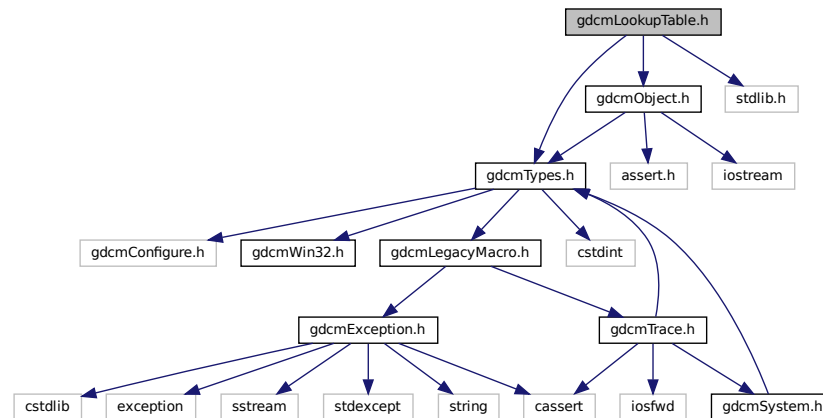 gdcmLookupTable.h
gdcmObject.h
stdlib.h
gdcmTypes.h
assert.h
iostream
gdcmConfigure.h
gdcmWin32.h
gdcmLegacyMacro.h
cstdint
gdcmException.h
gdcmTrace.h
cstdlib
exception
sstream
stdexcept
string
cassert
iosfwd
gdcmSystem.h